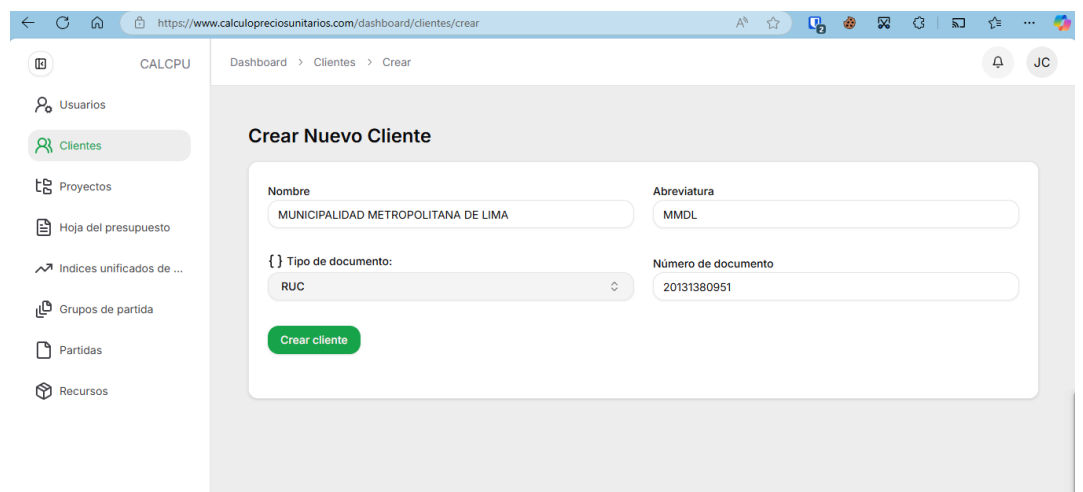 https://www.calculopreciosunitarios.com/dashboard/clientes/crear
2
CALCPU
Dashboard > Clientes > Crear
JC
Usuarios
Clientes
Proyectos
Hoja del presupuesto
Indices unificados de ...
Grupos de partida
Partidas
Recursos
Crear Nuevo Cliente
Nombre
MUNICIPALIDAD METROPOLITANA DE LIMA
Abreviatura
MMDL
{ } Tipo de documento:
RUC
Número de documento
20131380951
Crear cliente